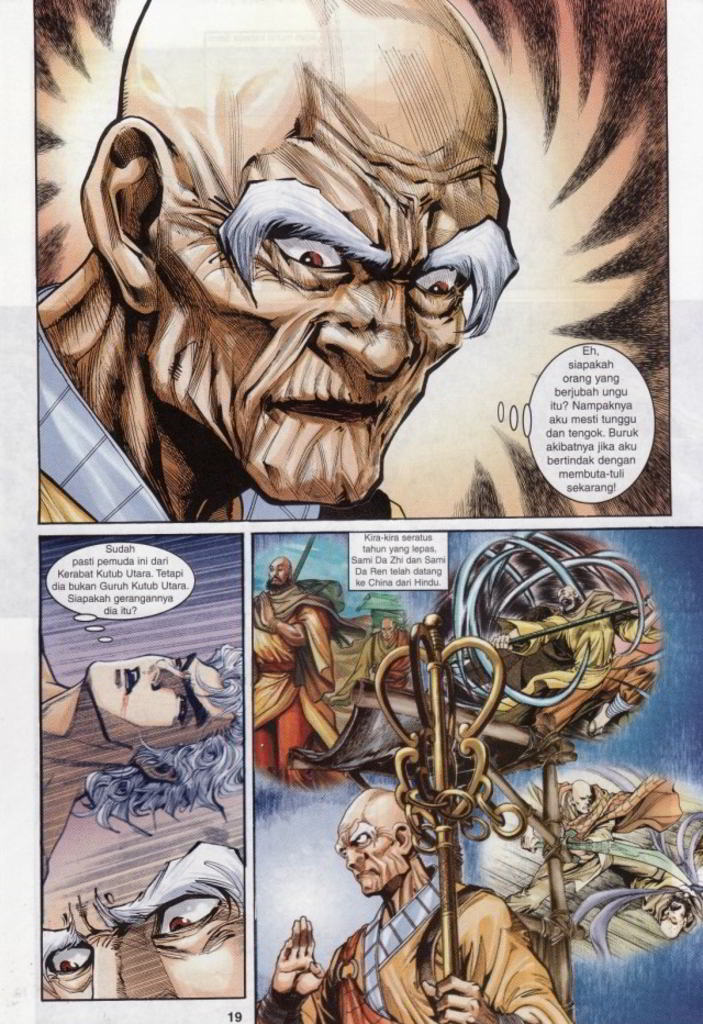 Eh,
siapakah
orang yang
berjubah ungu
itu? Nampaknya
aku mesti tunggu
dan tengok. Buruk
akibatnya jika aku
bertindak dengan
membuta-tuli
sekarang!
Sudah
pasti pemuda ini dari
Kerabat Kutub Utara. Tetapi
dia bukan Guruh Kutub Utara.
Siapakah gerangannya
dia itu?
Kira-kira seratus
tahun yang lepas,
Sami Da Zhi dan Sami
Da Ren telah datang
ke China dari Hindu.
19